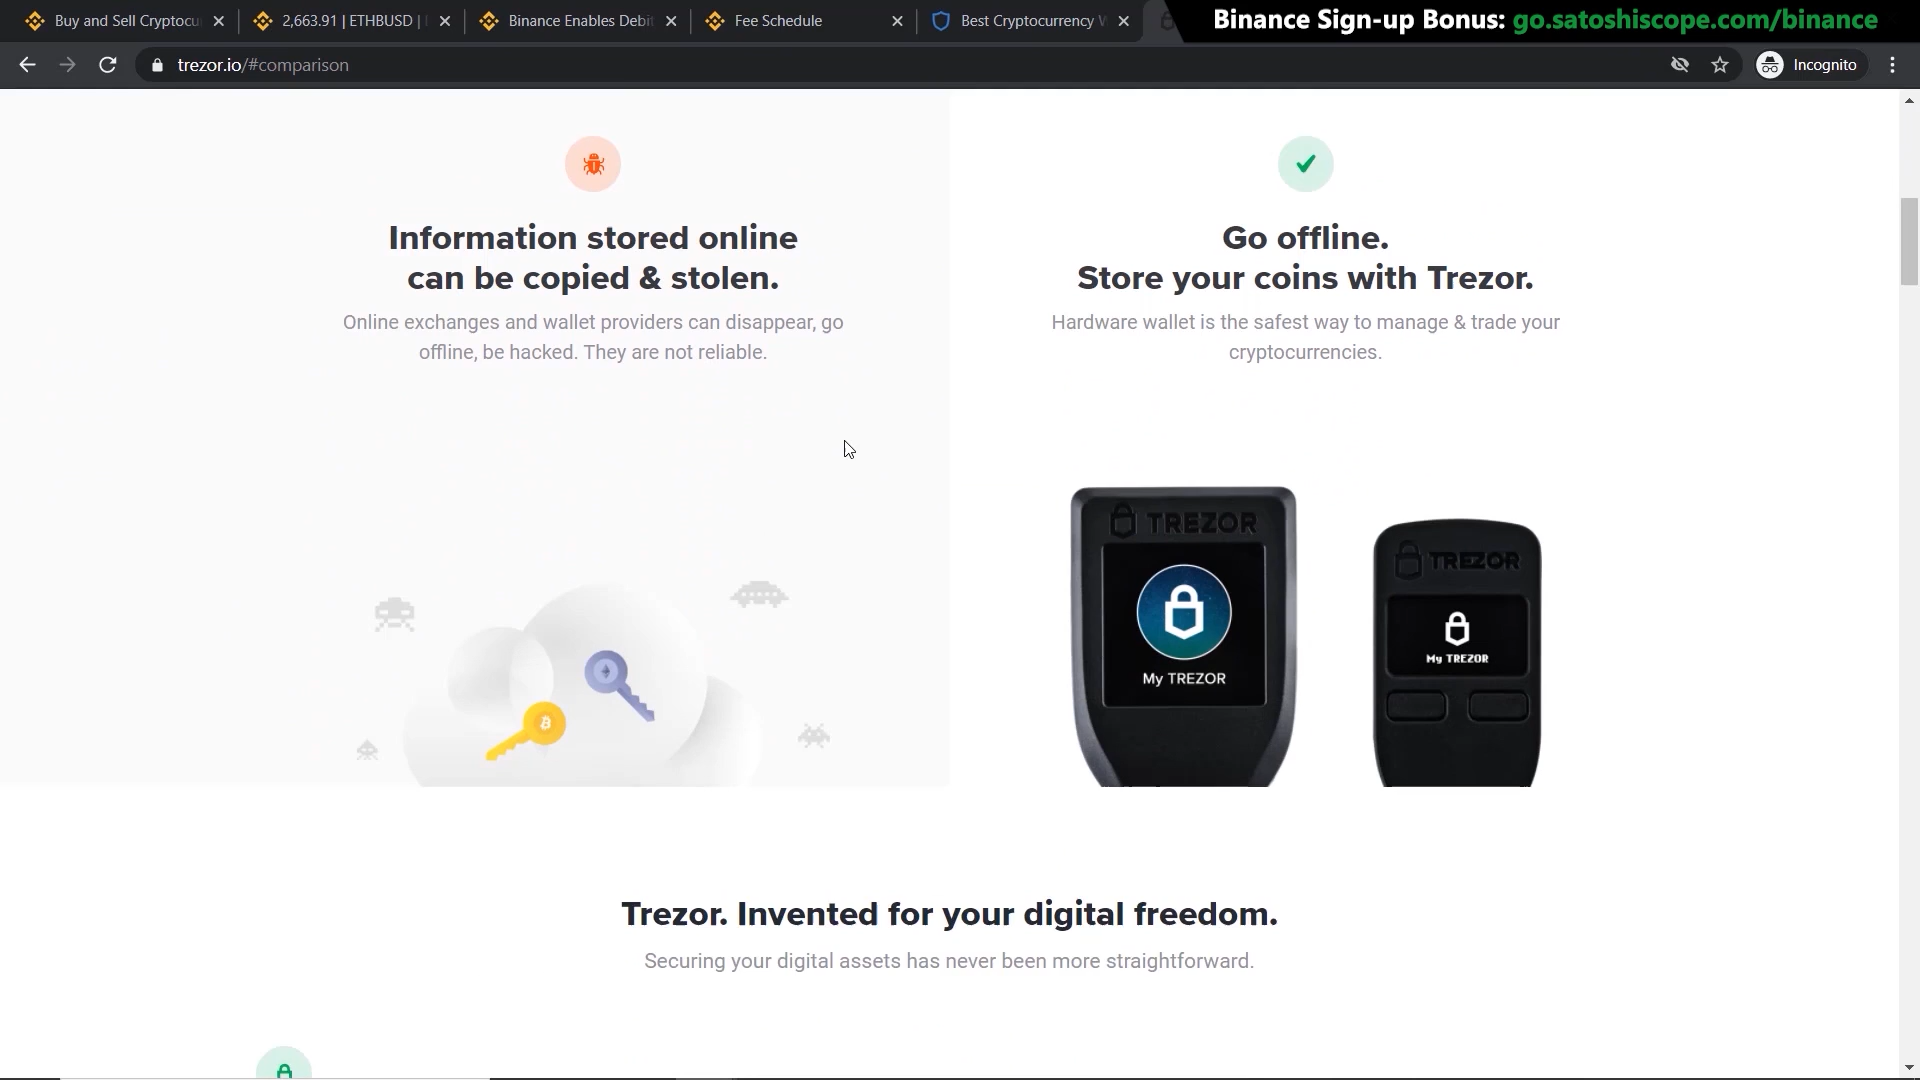 Buy and Sell Cryptocu
2,663.91 | ETHBUSD |
Binance Enables Debit
Fee Schedule
Best Cryptocurrency W
Binance Sign-up Bonus: go.satoshiscope.com/binance
trezor.io/#comparison
Incognito
Information stored online
can be copied & stolen.
Online exchanges and wallet providers can disappear, go
offline, be hacked. They are not reliable.
Go offline.
Store your coins with Trezor.
Hardware wallet is the safest way to manage & trade your
cryptocurrencies.
TREZOR
My TREZOR
TREZOR
My TREZOR
Trezor. Invented for your digital freedom.
Securing your digital assets has never been more straightforward.